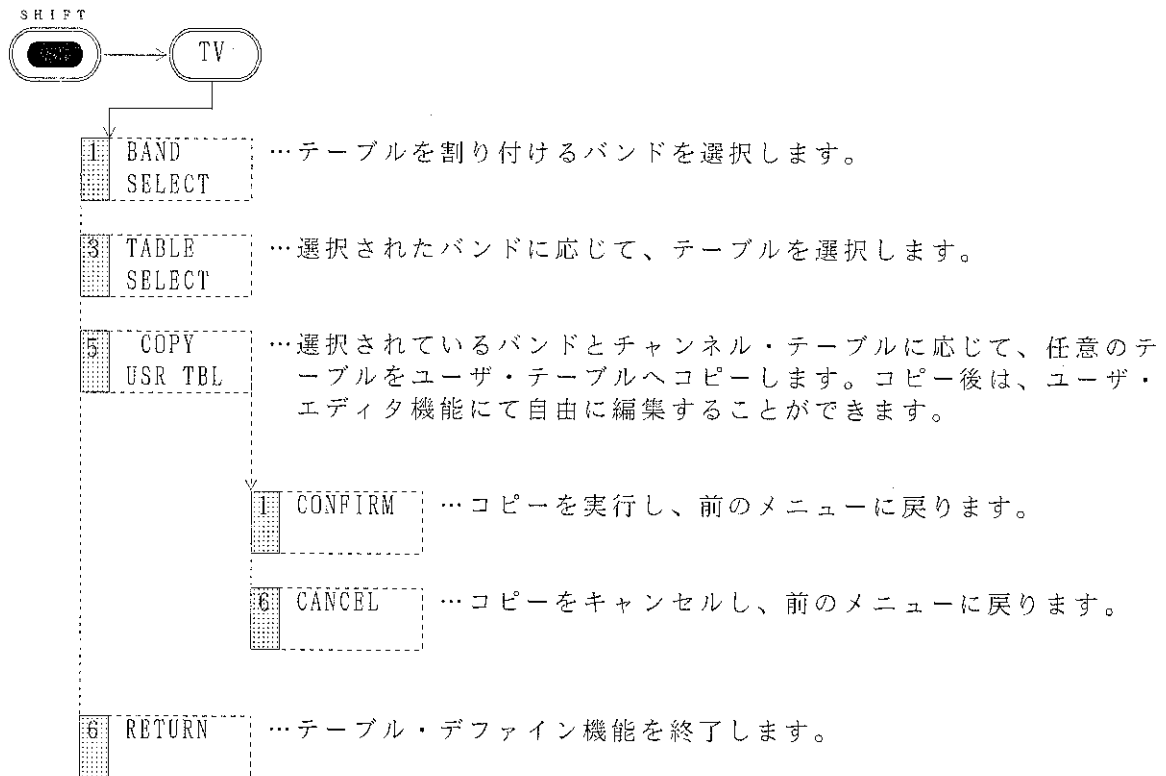 SHIFT
TV
1 BAND SELECT …テーブルを割り付けるバンドを選択します。
3 TABLE SELECT …選択されたバンドに応じて、テーブルを選択します。
5 COPY USR TBL …選択されているバンドとチャンネル・テーブルに応じて、任意のテ
ーブルをユーザ・テーブルへコピーします。コピー後は、ユーザ・
エディタ機能にて自由に編集することができます。
1 CONFIRM …コピーを実行し、前のメニューに戻ります。
6 CANCEL …コピーをキャンセルし、前のメニューに戻ります。
6 RETURN …テーブル・デファイン機能を終了します。